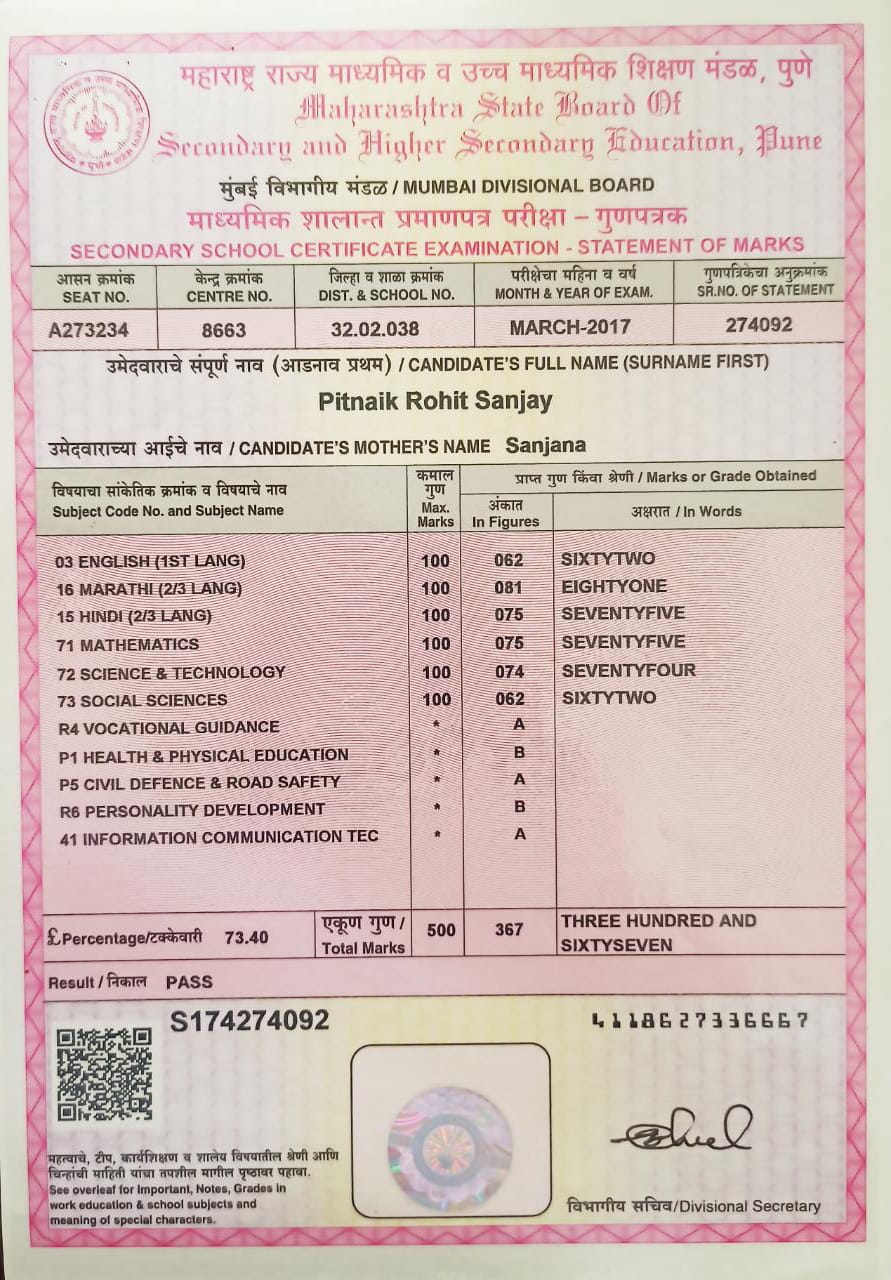 महाराष्ट्र राज्य माध्यमिक व उच्च माध्यमिक शिक्षण मंडळ, पुणे
Maharashtra State Board Of
Secondary and Higher Secondary Education, Pune
मुंबई विभागीय मंडळ / MUMBAI DIVISIONAL BOARD
माध्यमिक शालान्त प्रमाणपत्र परीक्षा – गुणपत्रक
SECONDARY SCHOOL CERTIFICATE EXAMINATION - STATEMENT OF MARKS
आसन क्रमांक केन्द्र क्रमांक जिल्हा व शाळा क्रमांक परीक्षेचा महिना व वर्ष गुणपत्रिकेचा अनुक्रमांक
SEAT NO. CENTRE NO. DIST. & SCHOOL NO. MONTH & YEAR OF EXAM. SR.NO. OF STATEMENT
A273234 8663 32.02.038 MARCH-2017 274092
उमेदवाराचे संपूर्ण नाव (आडनाव प्रथम) / CANDIDATE'S FULL NAME (SURNAME FIRST)
Pitnaik Rohit Sanjay
उमेदवाराच्या आईचे नाव / CANDIDATE'S MOTHER'S NAME Sanjana
विषयाचा सांकेतिक क्रमांक व विषयाचे नाव
Subject Code No. and Subject Name
कमाल
गुण
Max.
Marks
प्राप्त गुण किंवा श्रेणी / Marks or Grade Obtained
अंकात
In Figures
अक्षरात / In Words
03 ENGLISH (1ST LANG) 100 062 SIXTYTWO
16 MARATHI (2/3 LANG) 100 081 EIGHTYONE
15 HINDI (2/3 LANG) 100 075 SEVENTYFIVE
71 MATHEMATICS 100 075 SEVENTYFIVE
72 SCIENCE & TECHNOLOGY 100 074 SEVENTYFOUR
73 SOCIAL SCIENCES 100 062 SIXTYTWO
R4 VOCATIONAL GUIDANCE * A
P1 HEALTH & PHYSICAL EDUCATION * B
P5 CIVIL DEFENCE & ROAD SAFETY * A
R6 PERSONALITY DEVELOPMENT * B
41 INFORMATION COMMUNICATION TEC * A
£ Percentage/टक्केवारी 73.40
एकूण गुण /
Total Marks
500 367 THREE HUNDRED AND
SIXTYSEVEN
Result / निकाल PASS
S174274092
4118627336667
महत्वाचे, टीप, कार्यशिक्षण व शालेय विषयातील श्रेणी आणि
चिन्हांची माहिती यांचा तपशील मागील पृष्ठावर पहावा.
See overleaf for Important, Notes, Grades in
work education & school subjects and
meaning of special characters.
विभागीय सचिव/Divisional Secretary